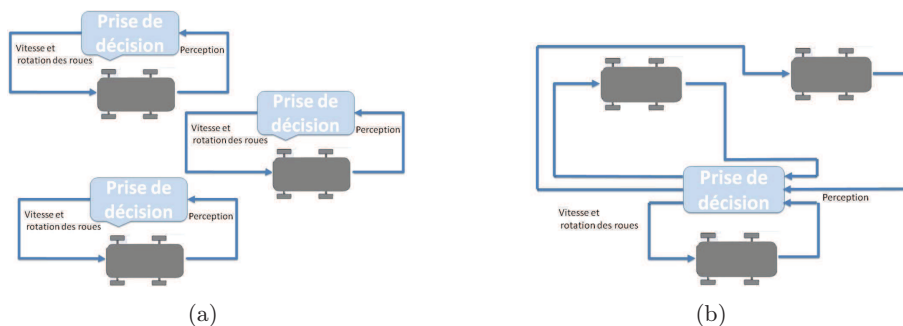 Prise de
décision
Vitesse et
rotation des roues
Perception
Prise de
décision
Vitesse et
rotation des roues
Perception
Prise de
décision
Vitesse et
rotation des roues
Perception
(a)
Prise de
décision
Perception
Vitesse et
rotation des roues
(b)